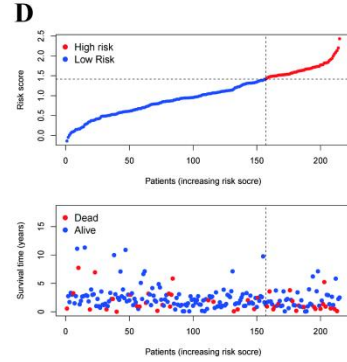 D
High risk
Low Risk
Risk score
0.0 0.5 1.0 1.5 2.0 2.5
0 50 100 150 200
Patients (increasing risk socre)
Dead
Alive
Survival time (years)
0 5 10 15
0 50 100 150 200
Patients (increasing risk socre)